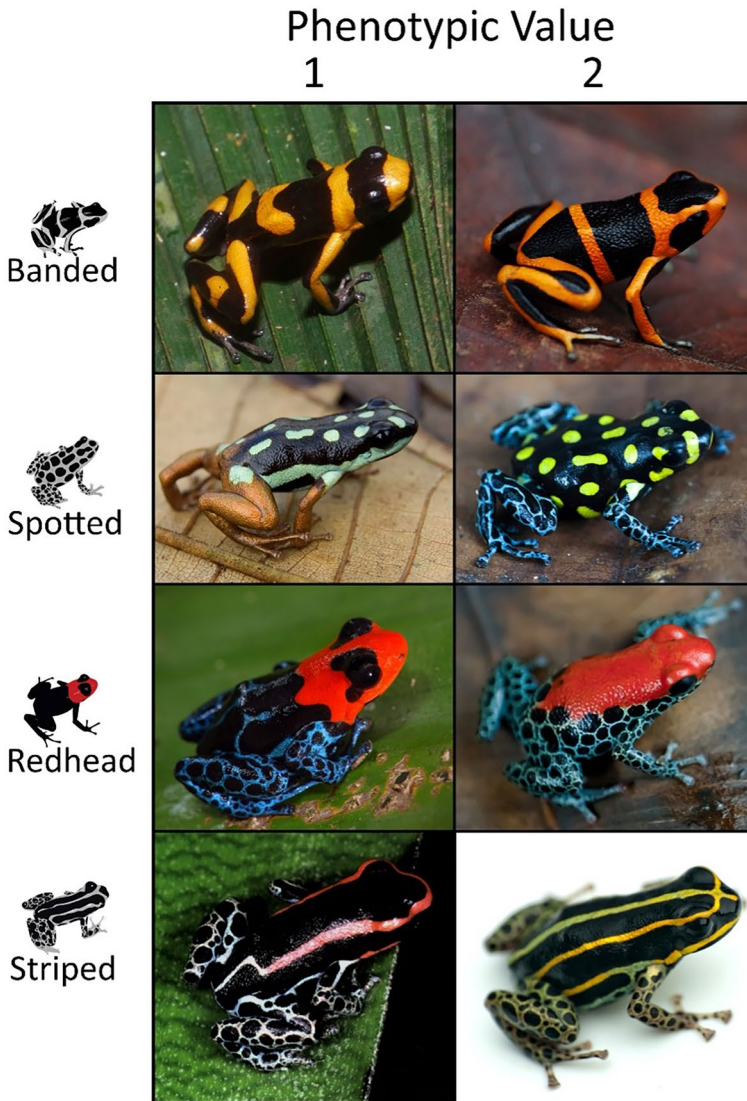 Phenotypic Value
1 2
Banded
Spotted
Redhead
Striped